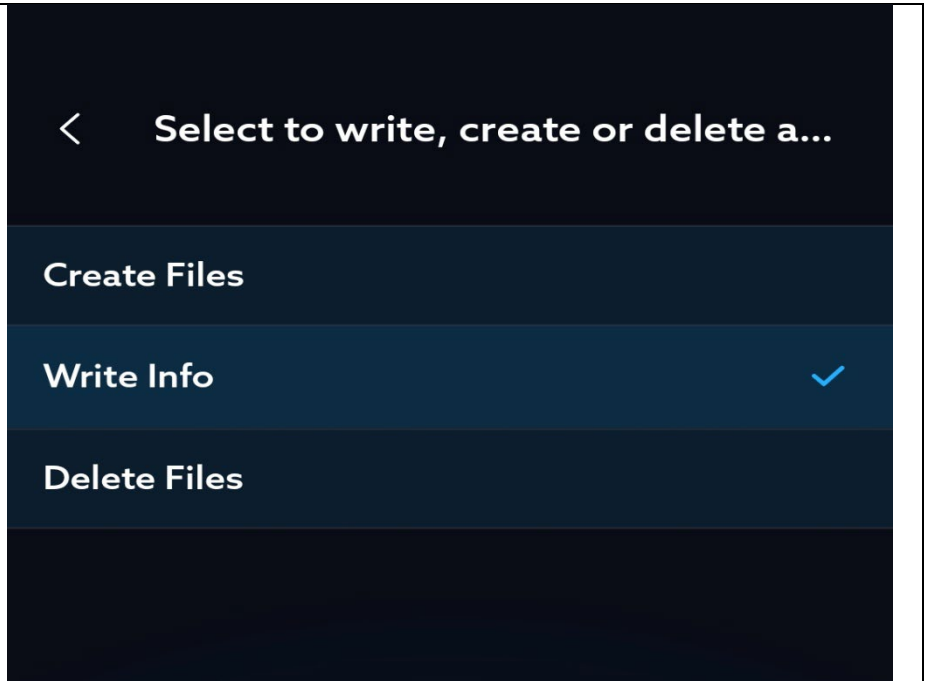 Select to write, create or delete a...
Create Files
Write Info
Delete Files